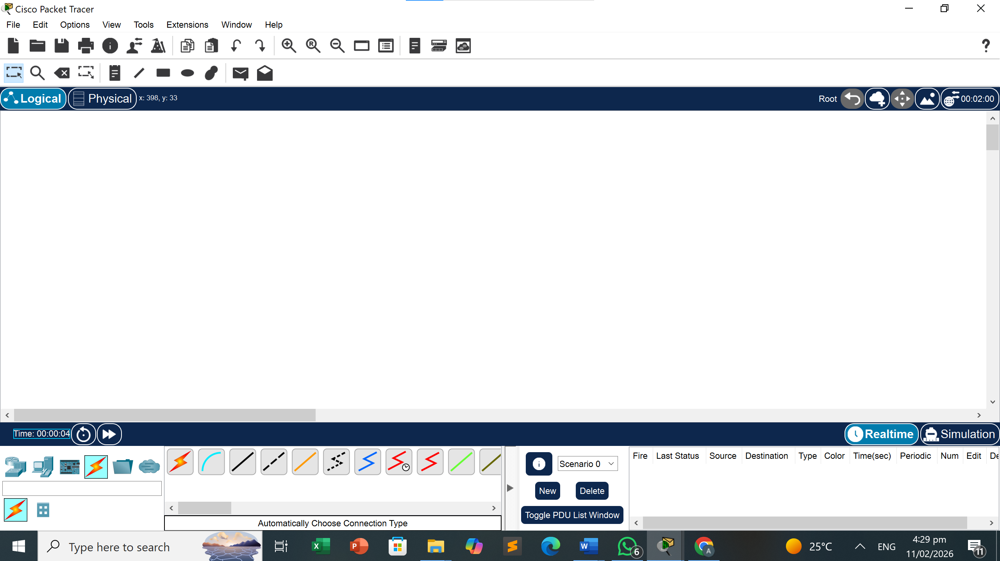 Cisco Packet Tracer
File Edit Options View Tools Extensions Window Help
R
?
Logical Physical x: 398, y: 33 Root 00:02:00
Time: 00:00:04 Realtime Simulation
Scenario 0
Fire Last Status Source Destination Type Color Time(sec) Periodic Num Edit De
New Delete
Toggle PDU List Window
Automatically Choose Connection Type
Type here to search
X P W 6 A
25°C ENG
4:29 pm
11/02/2026
11